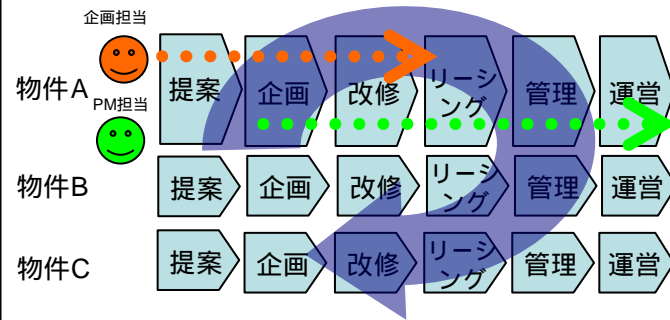 企画担当
物件A
提案
企画
改修
リーシ
ング
管理
運営
PM担当
物件B
提案
企画
改修
リーシ
ング
管理
運営
物件C
提案
企画
改修
リーシ
ング
管理
運営